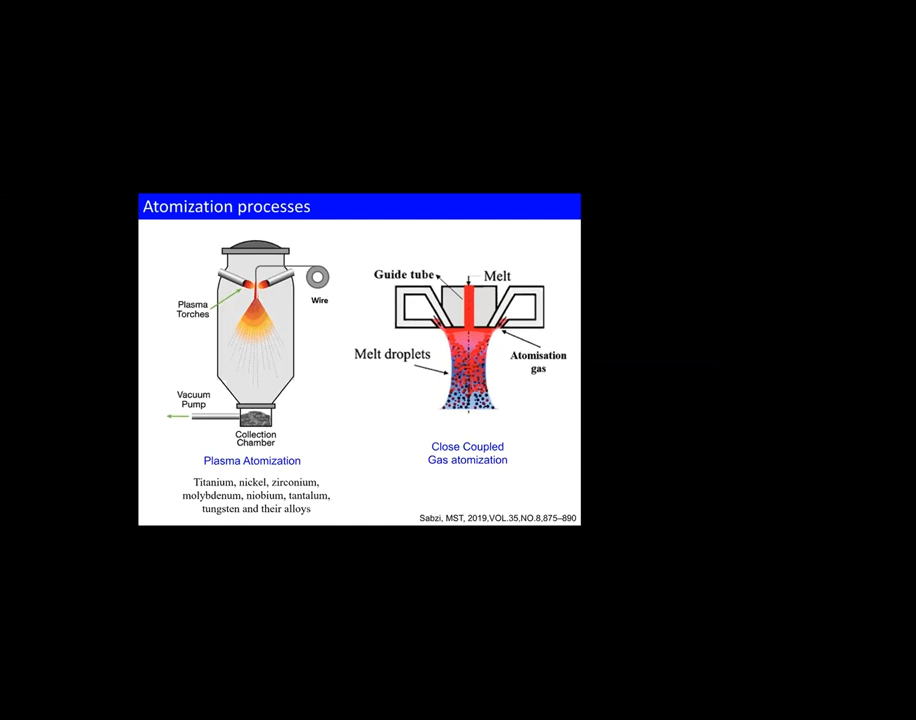 Atomization processes
Plasma
Torches
Wire
Vacuum
Pump
Collection
Chamber
Plasma Atomization
Titanium, nickel, zirconium,
molybdenum, niobium, tantalum,
tungsten and their alloys
Guide tube
Melt
Melt droplets
Atomisation
gas
Close Coupled
Gas atomization
Sabzi, MST, 2019,VOL.35,NO.8,875–890